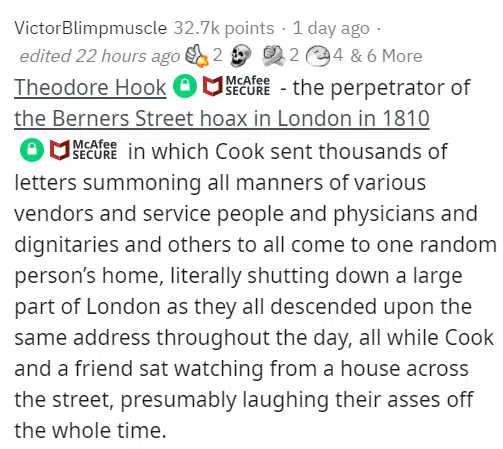 VictorBlimpmuscle 32.7k points · 1 day ago ·
edited 22 hours ago 2 2 4 & 6 More
Theodore Hook McAfee SECURE - the perpetrator of
the Berners Street hoax in London in 1810
McAfee SECURE in which Cook sent thousands of
letters summoning all manners of various
vendors and service people and physicians and
dignitaries and others to all come to one random
person’s home, literally shutting down a large
part of London as they all descended upon the
same address throughout the day, all while Cook
and a friend sat watching from a house across
the street, presumably laughing their asses off
the whole time.